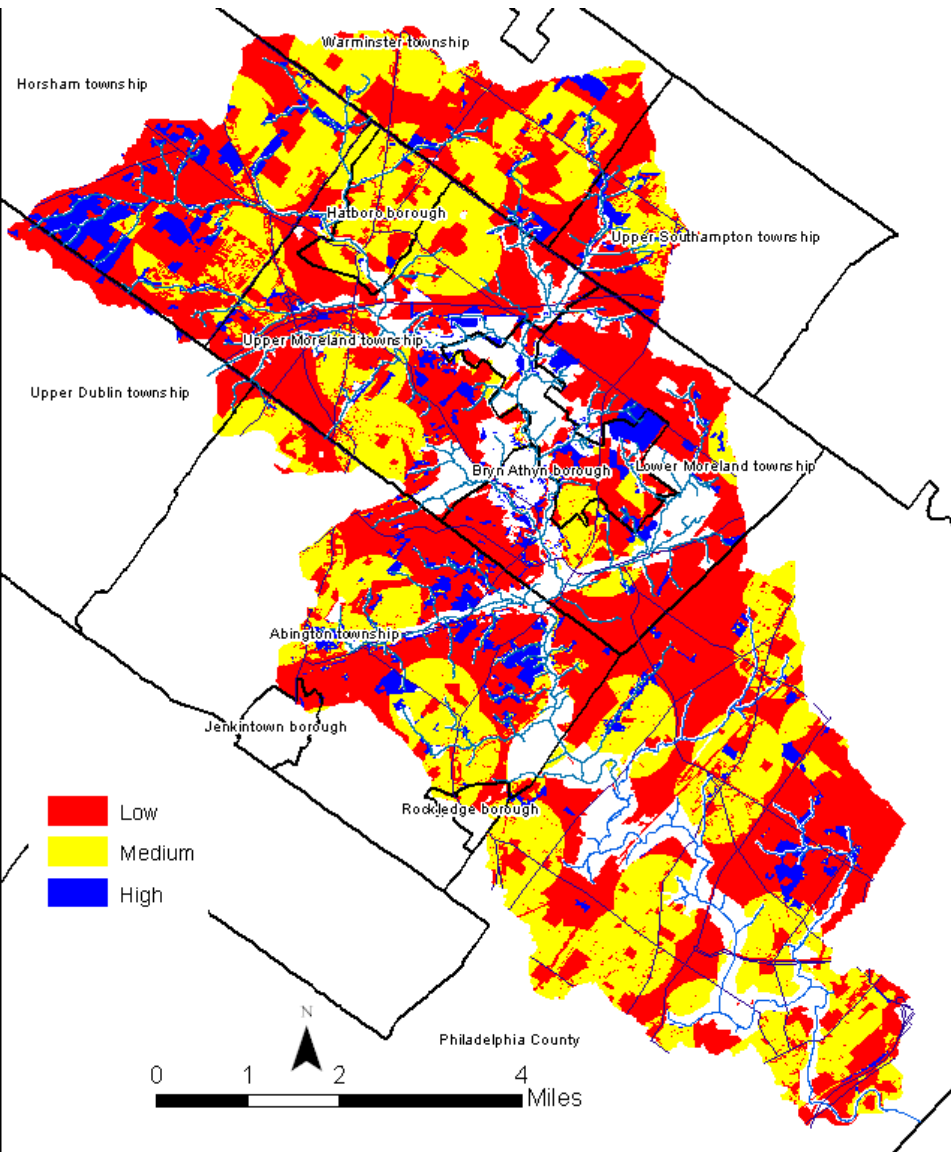 Warminster township
Horsham township
Hatboro borough
Upper Southampton township
Upper Moreland township
Upper Dublin township
Bryn Athyn borough
Lower Moreland township
Abington township
Jenkintown borough
Rockledge borough
Low
Medium
High
N
Philadelphia County
0 1 2 4
Miles